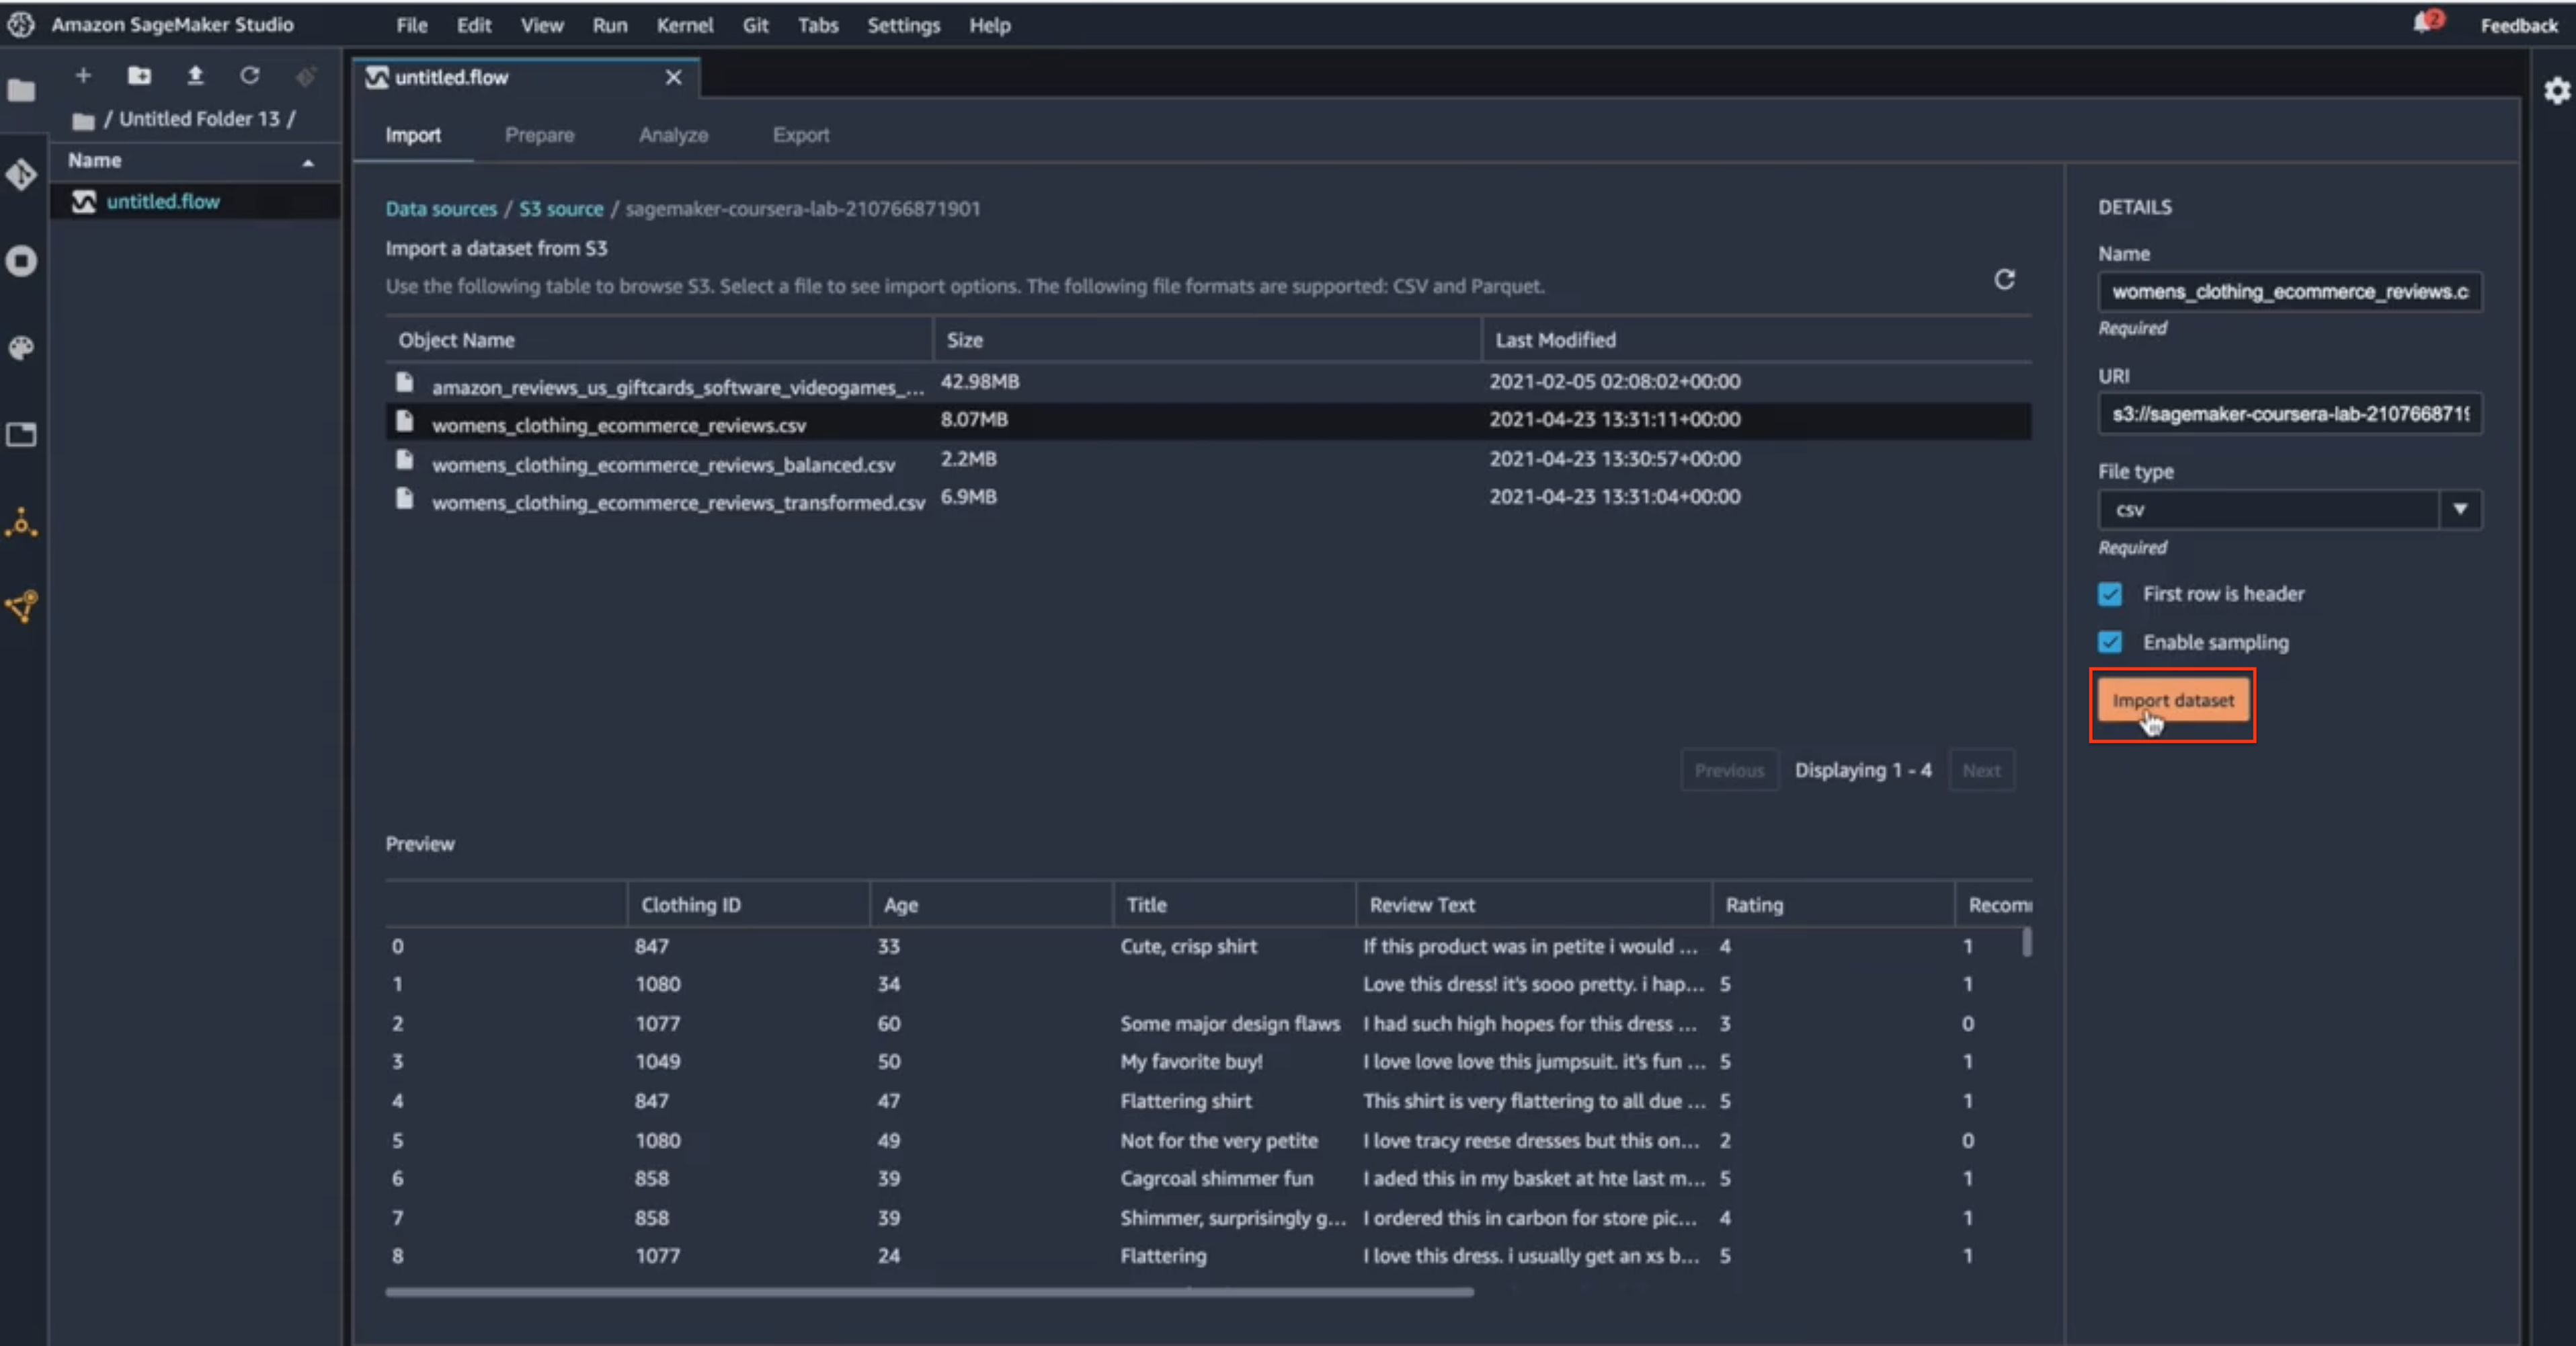 Amazon SageMaker Studio File Edit View Run Kernel Git Tabs Settings Help 2 Feedback
untitled.flow
/ Untitled Folder 13 /
Import Prepare Analyze Export
Name
untitled.flow
Data sources / S3 source / sagemaker-coursera-lab-210766871901
Import a dataset from S3
Use the following table to browse S3. Select a file to see import options. The following file formats are supported: CSV and Parquet.
Object Name Size Last Modified
amazon_reviews_us_giftcards_software_videogames_... 42.98MB 2021-02-05 02:08:02+00:00
womens_clothing_ecommerce_reviews.csv 8.07MB 2021-04-23 13:31:11+00:00
womens_clothing_ecommerce_reviews_balanced.csv 2.2MB 2021-04-23 13:30:57+00:00
womens_clothing_ecommerce_reviews_transformed.csv 6.9MB 2021-04-23 13:31:04+00:00
Previous Displaying 1 - 4 Next
Preview
Clothing ID Age Title Review Text Rating Recom
0 847 33 Cute, crisp shirt If this product was in petite i would ... 4 1
1 1080 34 Love this dress! it's sooo pretty. i hap... 5 1
2 1077 60 Some major design flaws I had such high hopes for this dress ... 3 0
3 1049 50 My favorite buy! I love love love this jumpsuit. it's fun ... 5 1
4 847 47 Flattering shirt This shirt is very flattering to all due ... 5 1
5 1080 49 Not for the very petite I love tracy reese dresses but this on... 2 0
6 858 39 Cagrcoal shimmer fun I aded this in my basket at hte last m... 5 1
7 858 39 Shimmer, surprisingly g... I ordered this in carbon for store pic... 4 1
8 1077 24 Flattering I love this dress. i usually get an xs b... 5 1
DETAILS
Name
womens_clothing_ecommerce_reviews.c
Required
URI
s3://sagemaker-coursera-lab-2107668719
File type
csv
Required
First row is header
Enable sampling
Import dataset